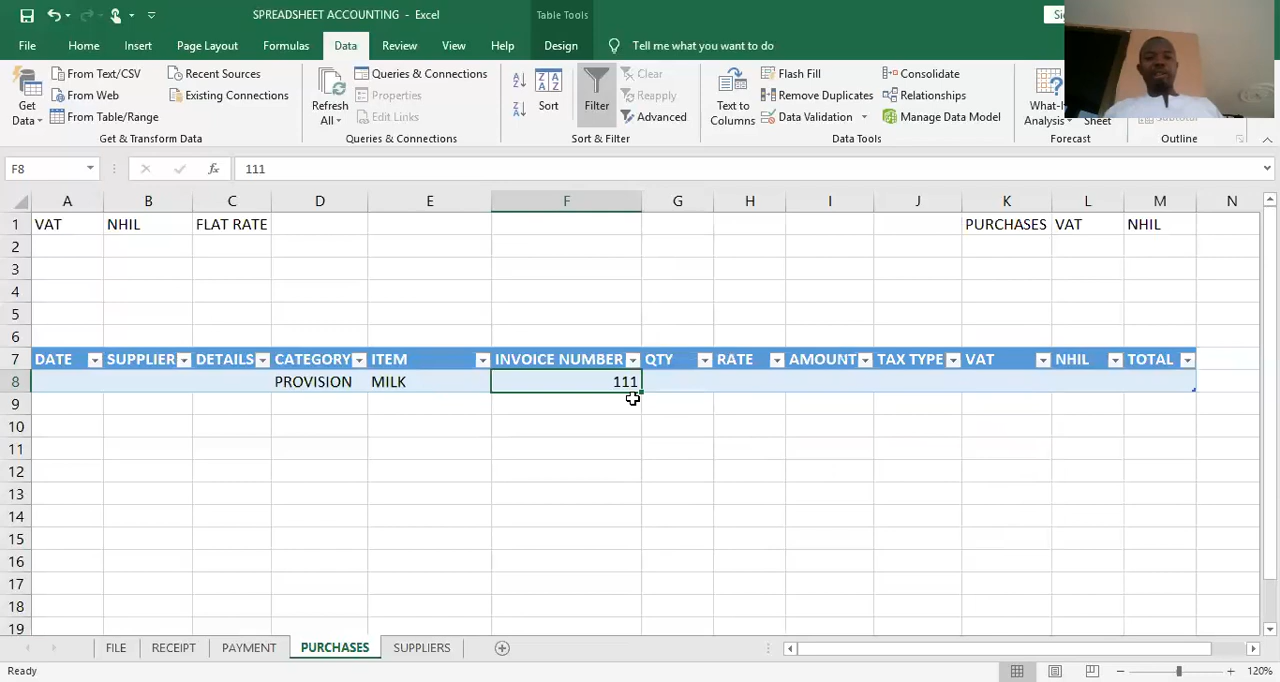 SPREADSHEET ACCOUNTING - Excel
Table Tools
File Home Insert Page Layout Formulas Data Review View Help Design Tell me what you want to do
Get Data
From Text/CSV
From Web
From Table/Range
Recent Sources
Existing Connections
Get & Transform Data
Refresh All
Queries & Connections
Properties
Edit Links
Queries & Connections
Sort
Filter
Clear
Reapply
Advanced
Sort & Filter
Text to Columns
Flash Fill
Remove Duplicates
Data Validation
Consolidate
Relationships
Manage Data Model
Data Tools
What-If Analysis
Sheet
Forecast
Subtotal
Outline
F8 fx 111
A B C D E F G H I J K L M N
1 VAT NHIL FLAT RATE PURCHASES VAT NHIL
2
3
4
5
6
7 DATE SUPPLIER DETAILS CATEGORY ITEM INVOICE NUMBER QTY RATE AMOUNT TAX TYPE VAT NHIL TOTAL
8 PROVISION MILK 111
9
10
11
12
13
14
15
16
17
18
19
FILE RECEIPT PAYMENT PURCHASES SUPPLIERS
Ready 120%